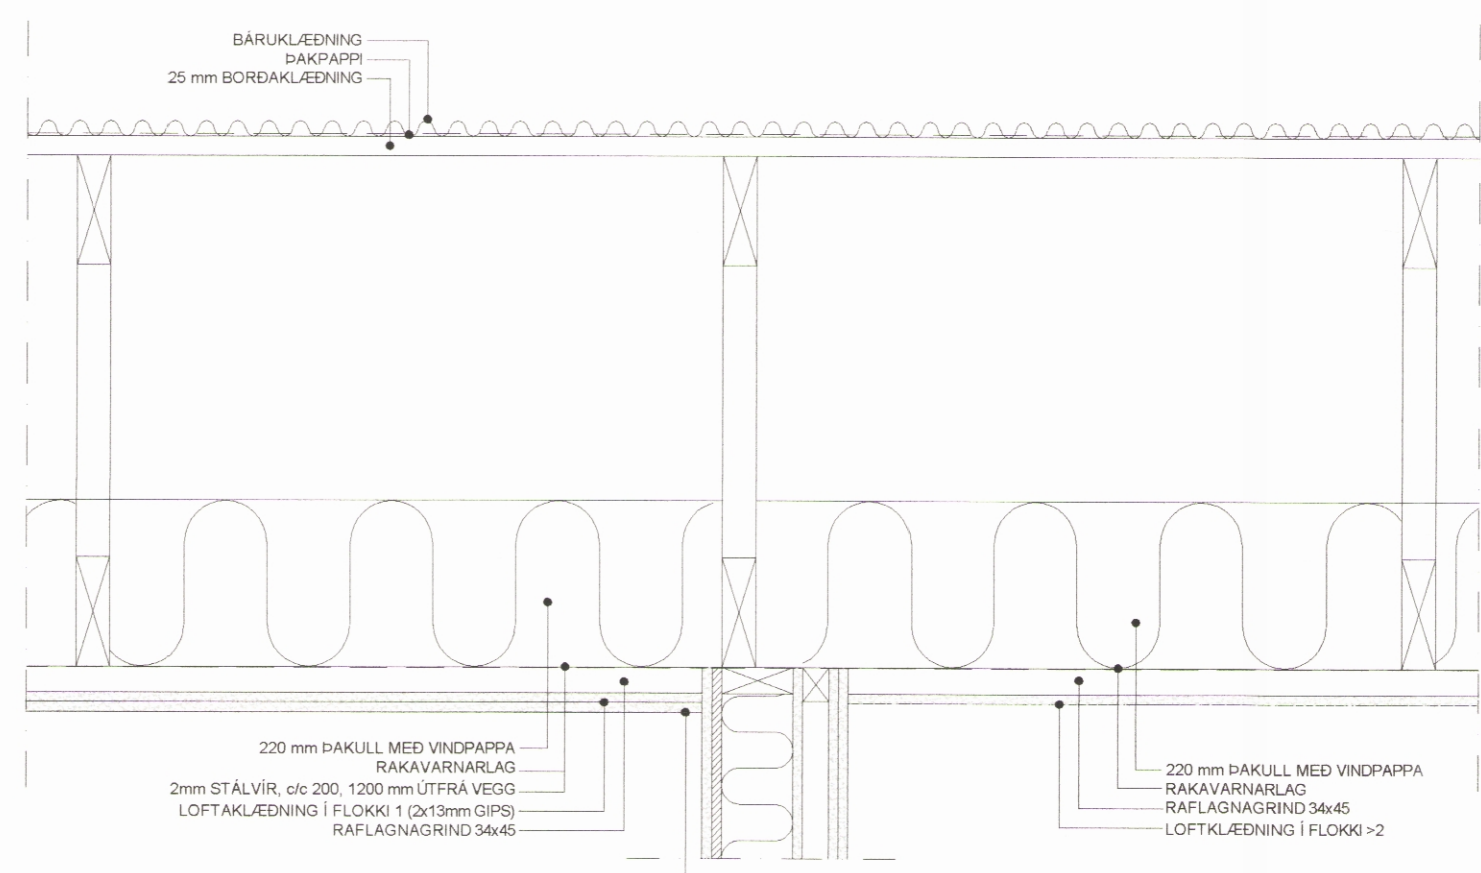 BÁRUKLÆÐNING
ÞAKPAPPI
25 mm BORÐAKLÆÐNING
220 mm ÞAKULL MEÐ VINDPAPPA
RAKAVARNARLAG
2mm STÁLVÍR, c/c 200, 1200 mm ÚTFRÁ VEGG
LOFTAKLÆÐNING Í FLOKKI 1 (2x13mm GIPS)
RAFLAGNAGRIND 34x45
220 mm ÞAKULL MEÐ VINDPAPPA
RAKAVARNARLAG
RAFLAGNAGRIND 34x45
LOFTKLÆÐNING Í FLOKKI >2